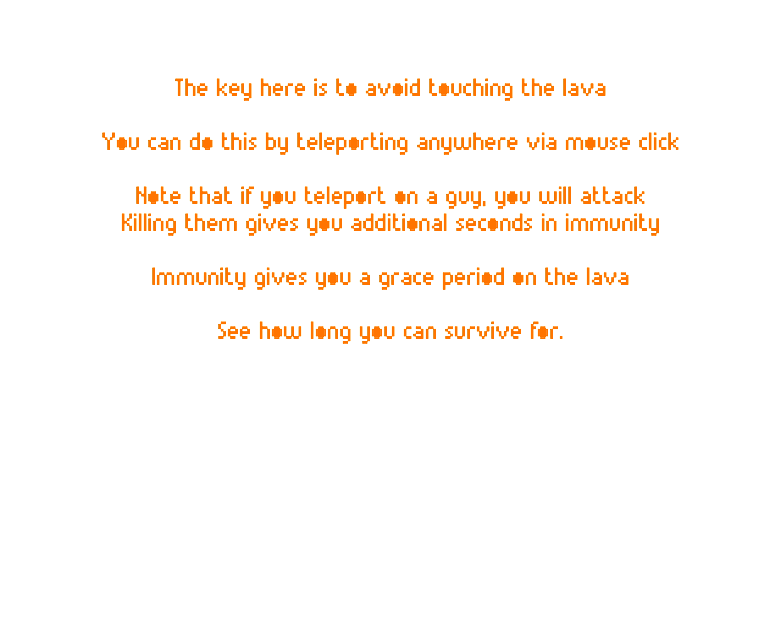 The key here is to avoid touching the lava
You can do this by teleporting anywhere via mouse click
Note that if you teleport on a guy, you will attack
Killing them gives you additional seconds in immunity
Immunity gives you a grace period on the lava
See how long you can survive for.